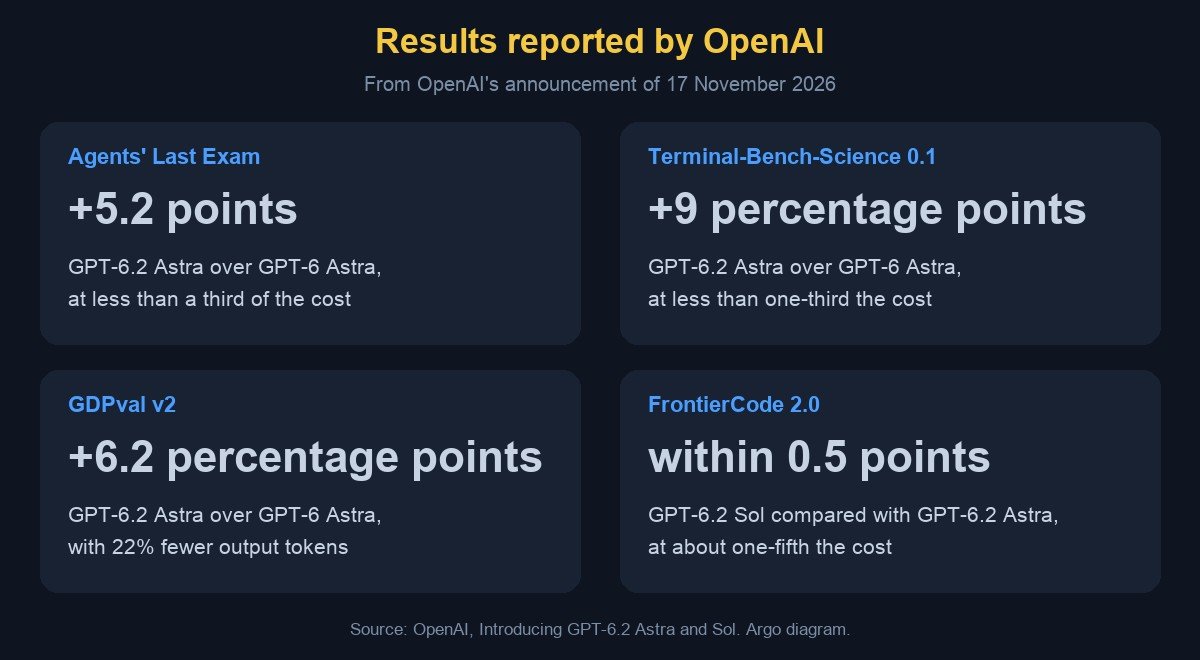 Results reported by OpenAI
From OpenAI's announcement of 17 November 2026
Agents' Last Exam
+5.2 points
GPT-6.2 Astra over GPT-6 Astra,
at less than a third of the cost
Terminal-Bench-Science 0.1
+9 percentage points
GPT-6.2 Astra over GPT-6 Astra,
at less than one-third the cost
GDPval v2
+6.2 percentage points
GPT-6.2 Astra over GPT-6 Astra,
with 22% fewer output tokens
FrontierCode 2.0
within 0.5 points
GPT-6.2 Sol compared with GPT-6.2 Astra,
at about one-fifth the cost
Source: OpenAI, Introducing GPT-6.2 Astra and Sol. Argo diagram.